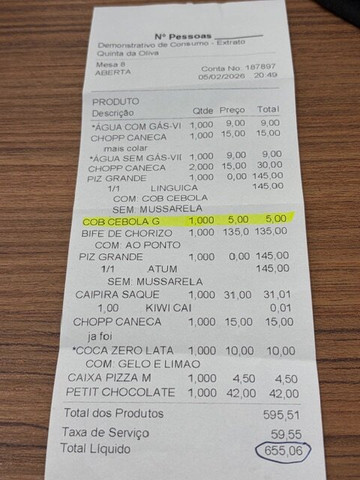 Nº Pessoas ________
Demonstrativo de Consumo - Extrato
Quinta da Oliva
Mesa 8 Conta No. 187897
ABERTA 05/02/2026 20:49
PRODUTO
Descrição Qtde Preço Total
*ÁGUA COM GÁS-VI 1,000 9,00 9,00
CHOPP CANECA 1,000 15,00 15,00
mais colar
*ÁGUA SEM GÁS-VII 1,000 9,00 9,00
CHOPP CANECA 2,000 15,00 30,00
PIZ GRANDE 1,000 0,00 145,00
1/1 LINGUICA 145,00
COM: COB CEBOLA
SEM: MUSSARELA
COB CEBOLA G 1,000 5,00 5,00
BIFE DE CHORIZO 1,000 135,0 135,00
COM: AO PONTO
PIZ GRANDE 1,000 0,00 145,00
1/1 ATUM 145,00
SEM: MUSSARELA
CAIPIRA SAQUE 1,000 31,00 31,01
1,00 KIWI CAI 0,01
CHOPP CANECA 1,000 15,00 15,00
ja foi
*COCA ZERO LATA 1,000 10,00 10,00
COM: GELO E LIMAO
CAIXA PIZZA M 1,000 4,50 4,50
PETIT CHOCOLATE 1,000 42,00 42,00
Total dos Produtos 595,51
Taxa de Serviço 59,55
Total Líquido 655,06